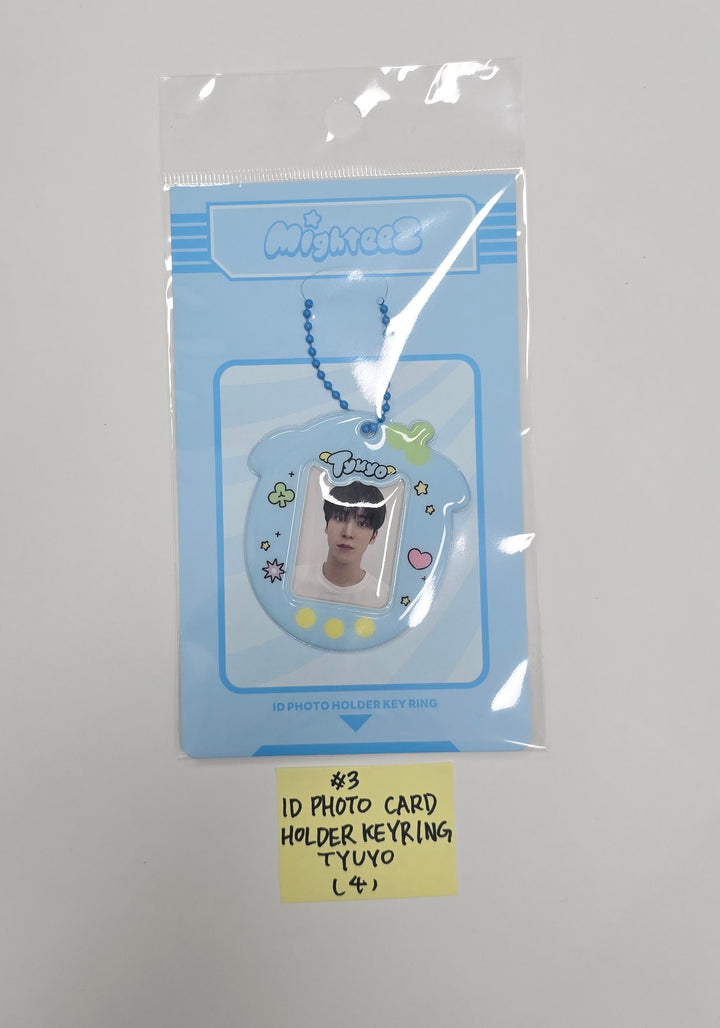 MighteeZ
Tyuyo
ID PHOTO HOLDER KEY RING
#3
ID PHOTO CARD
HOLDER KEYRING
TYUYO
(4)